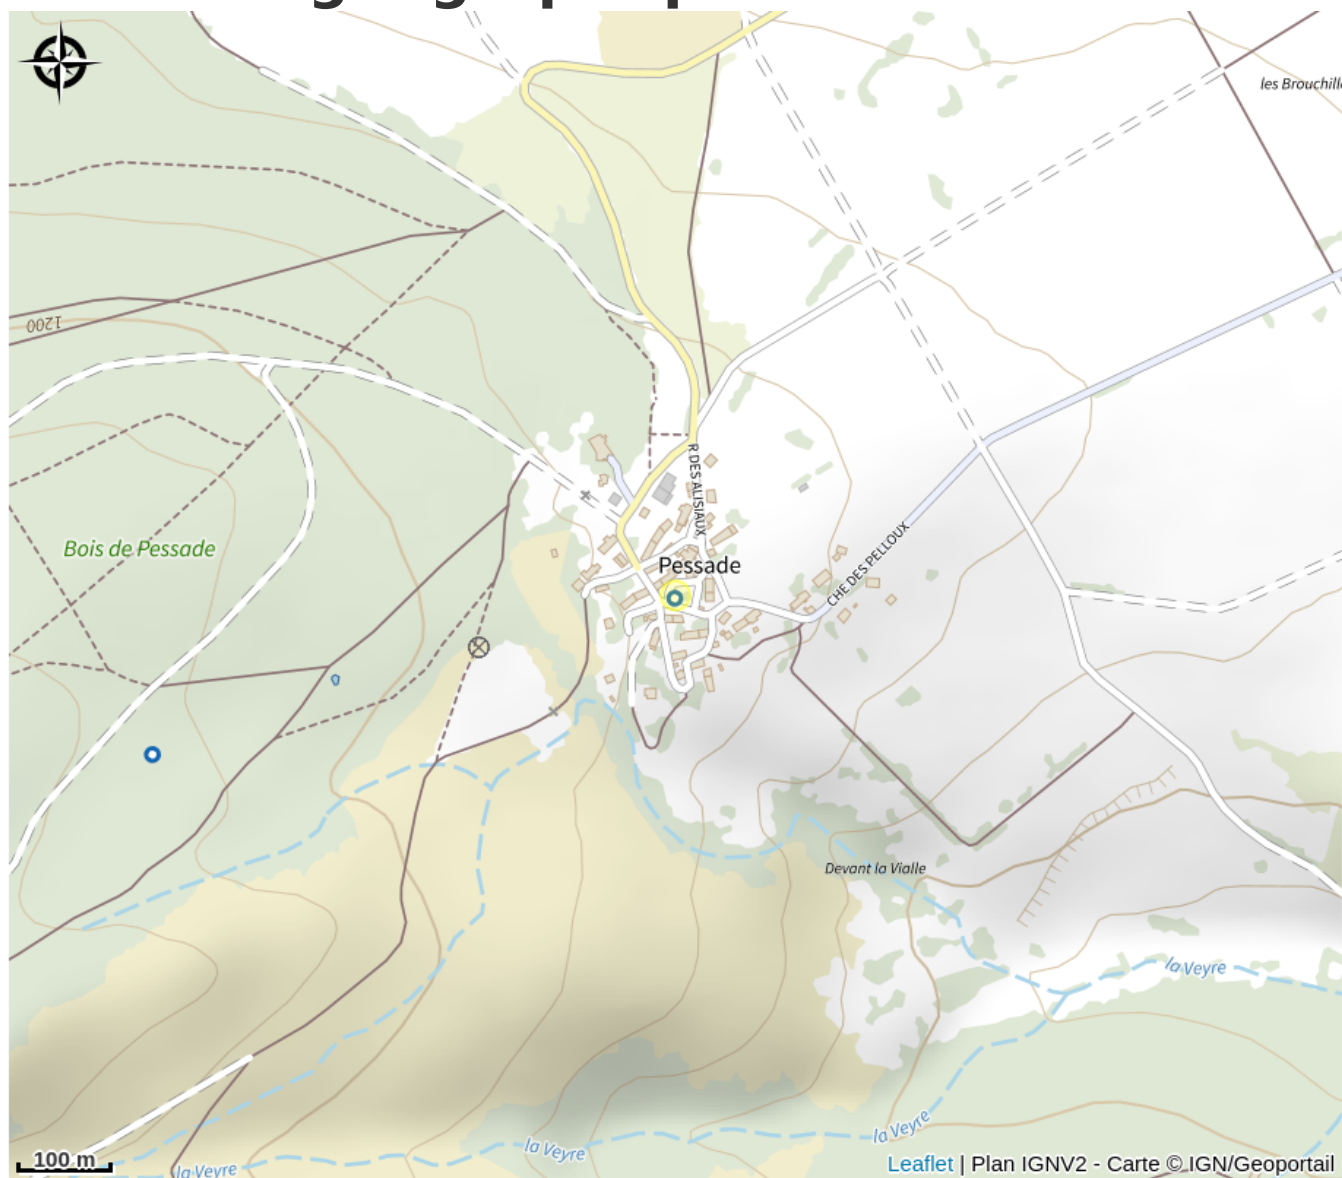 les Brouchill
1200
R DES ALISIAUX
Bois de Pessade
Pessade
CHE DES PELLOUX
Devant la Vialle
la Veyre
la Veyre
la Veyre
la Veyre
100 m
Leaflet | Plan IGNV2 - Carte © IGN/Geoportail